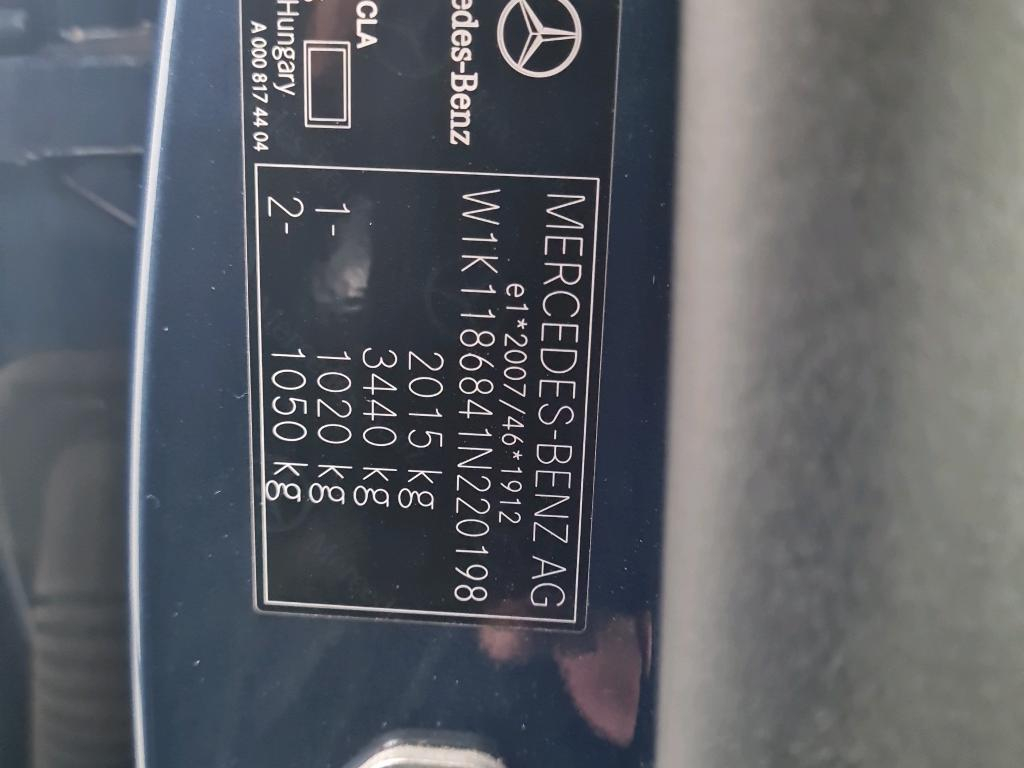 edes-Benz
CLA
Hungary
A 000 817 44 04
MERCEDES-BENZ AG
e1*2007/46*1912
W1K1186841N220198
2015 kg
3440 kg
1- 1020 kg
2- 1050 kg